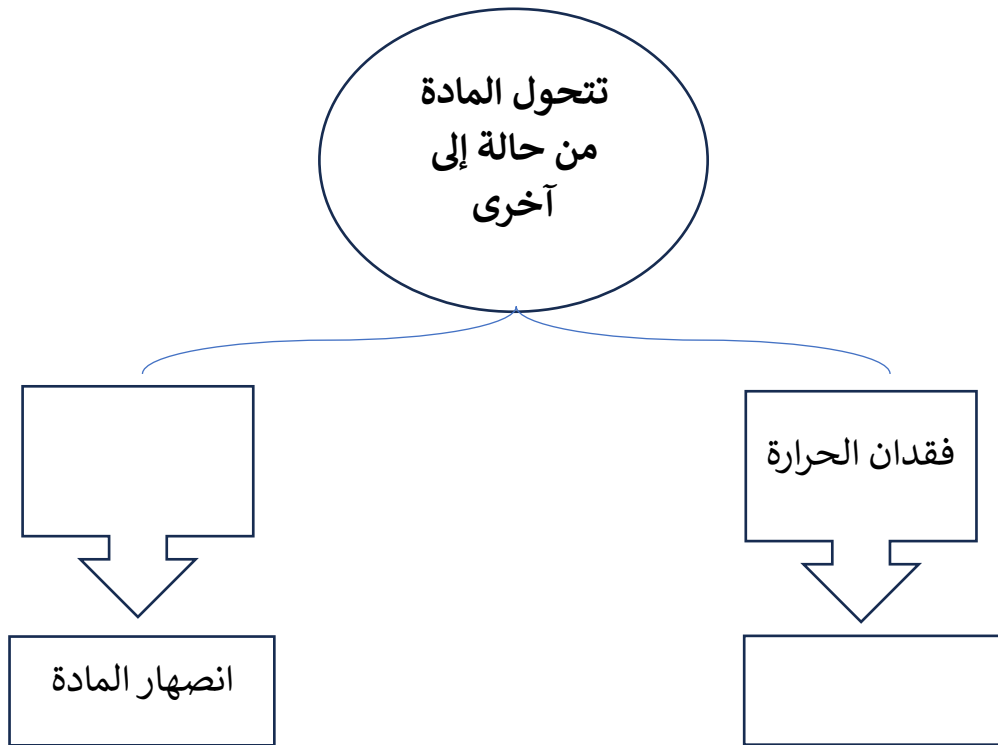 تتحول المادة
من حالة إلى
آخرى
فقدان الحرارة
انصهار المادة